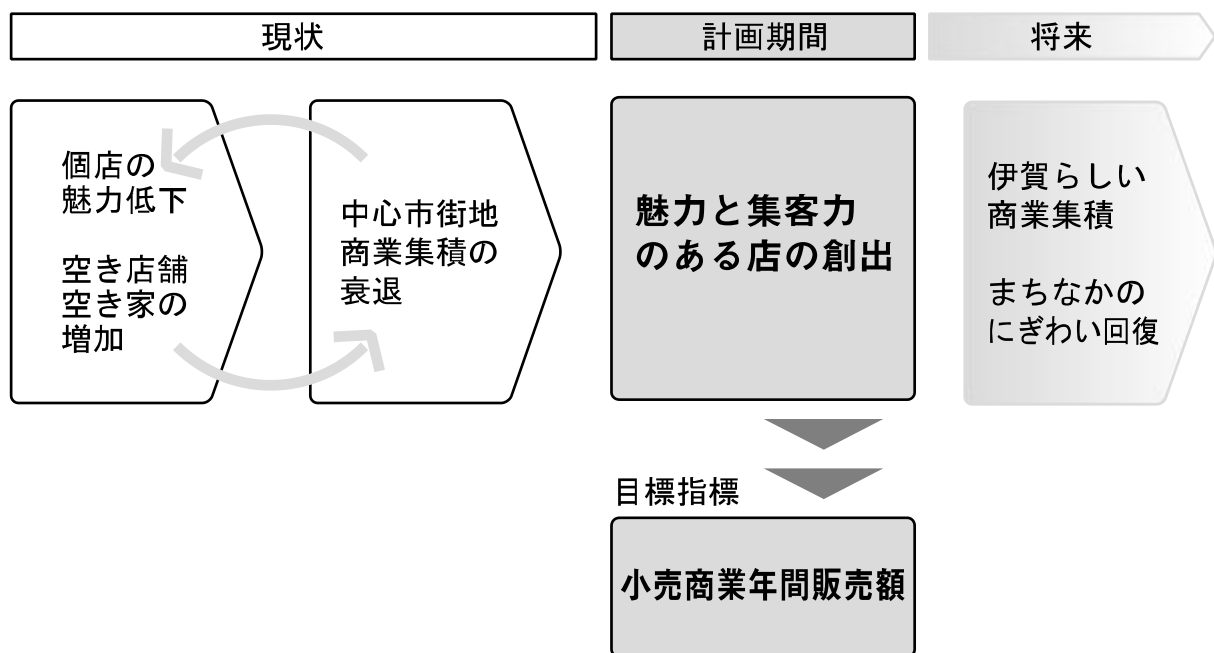 現状
計画期間
将来
個店の
魅力低下
空き店舗
空き家の
増加
中心市街地
商業集積の
衰退
魅力と集客力
のある店の創出
伊賀らしい
商業集積
まちなかの
にぎわい回復
目標指標
小売商業年間販売額